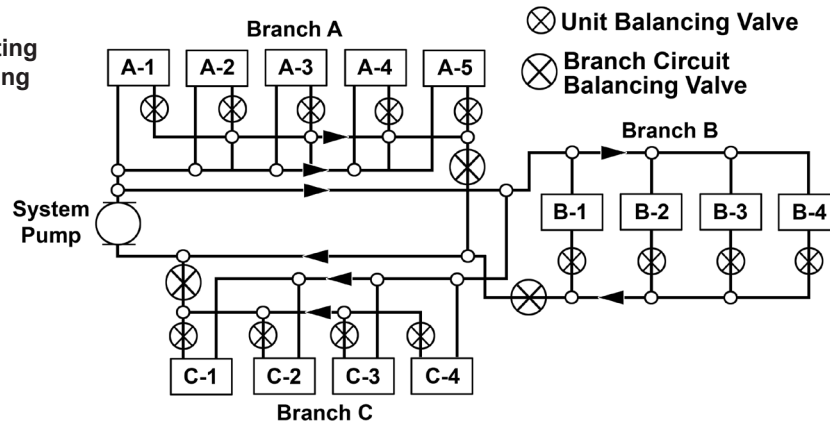 Branch A
A-1 A-2 A-3 A-4 A-5
Unit Balancing Valve
Branch Circuit
Balancing Valve
Branch B
B-1 B-2 B-3 B-4
System
Pump
C-1 C-2 C-3 C-4
Branch C